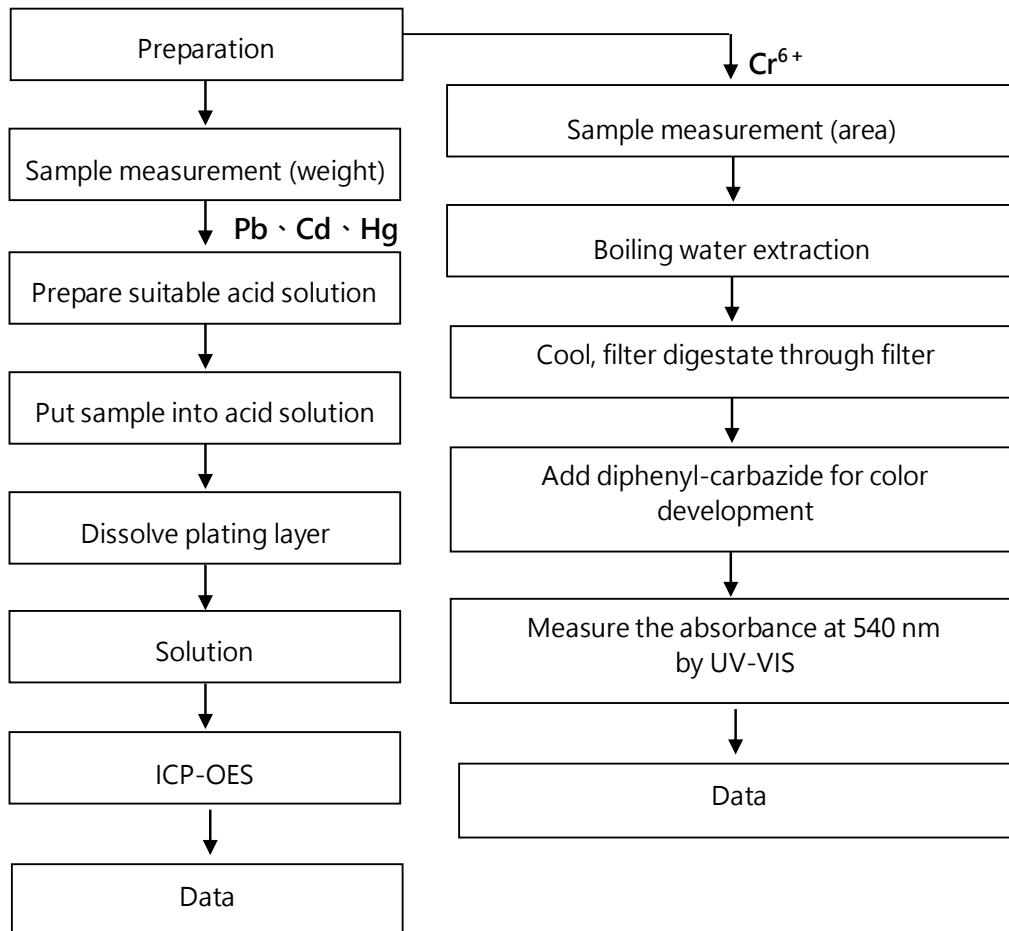 Preparation
Sample measurement (weight)
Pb、Cd、Hg
Prepare suitable acid solution
Put sample into acid solution
Dissolve plating layer
Solution
ICP-OES
Data
Cr⁶⁺
Sample measurement (area)
Boiling water extraction
Cool, filter digestate through filter
Add diphenyl-carbazide for color
development
Measure the absorbance at 540 nm
by UV-VIS
Data